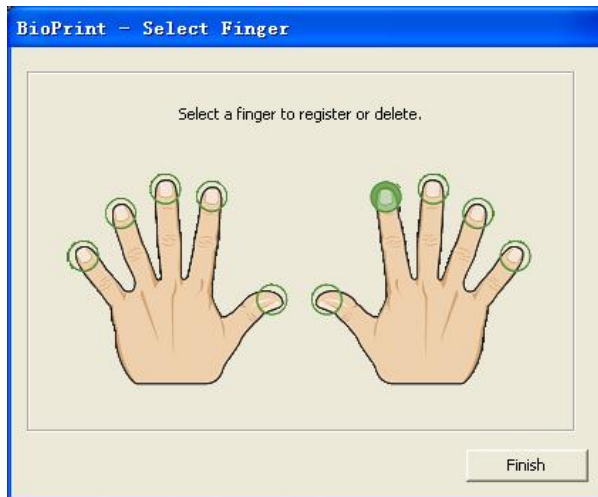 BioPrint - Select Finger
Select a finger to register or delete.
Finish